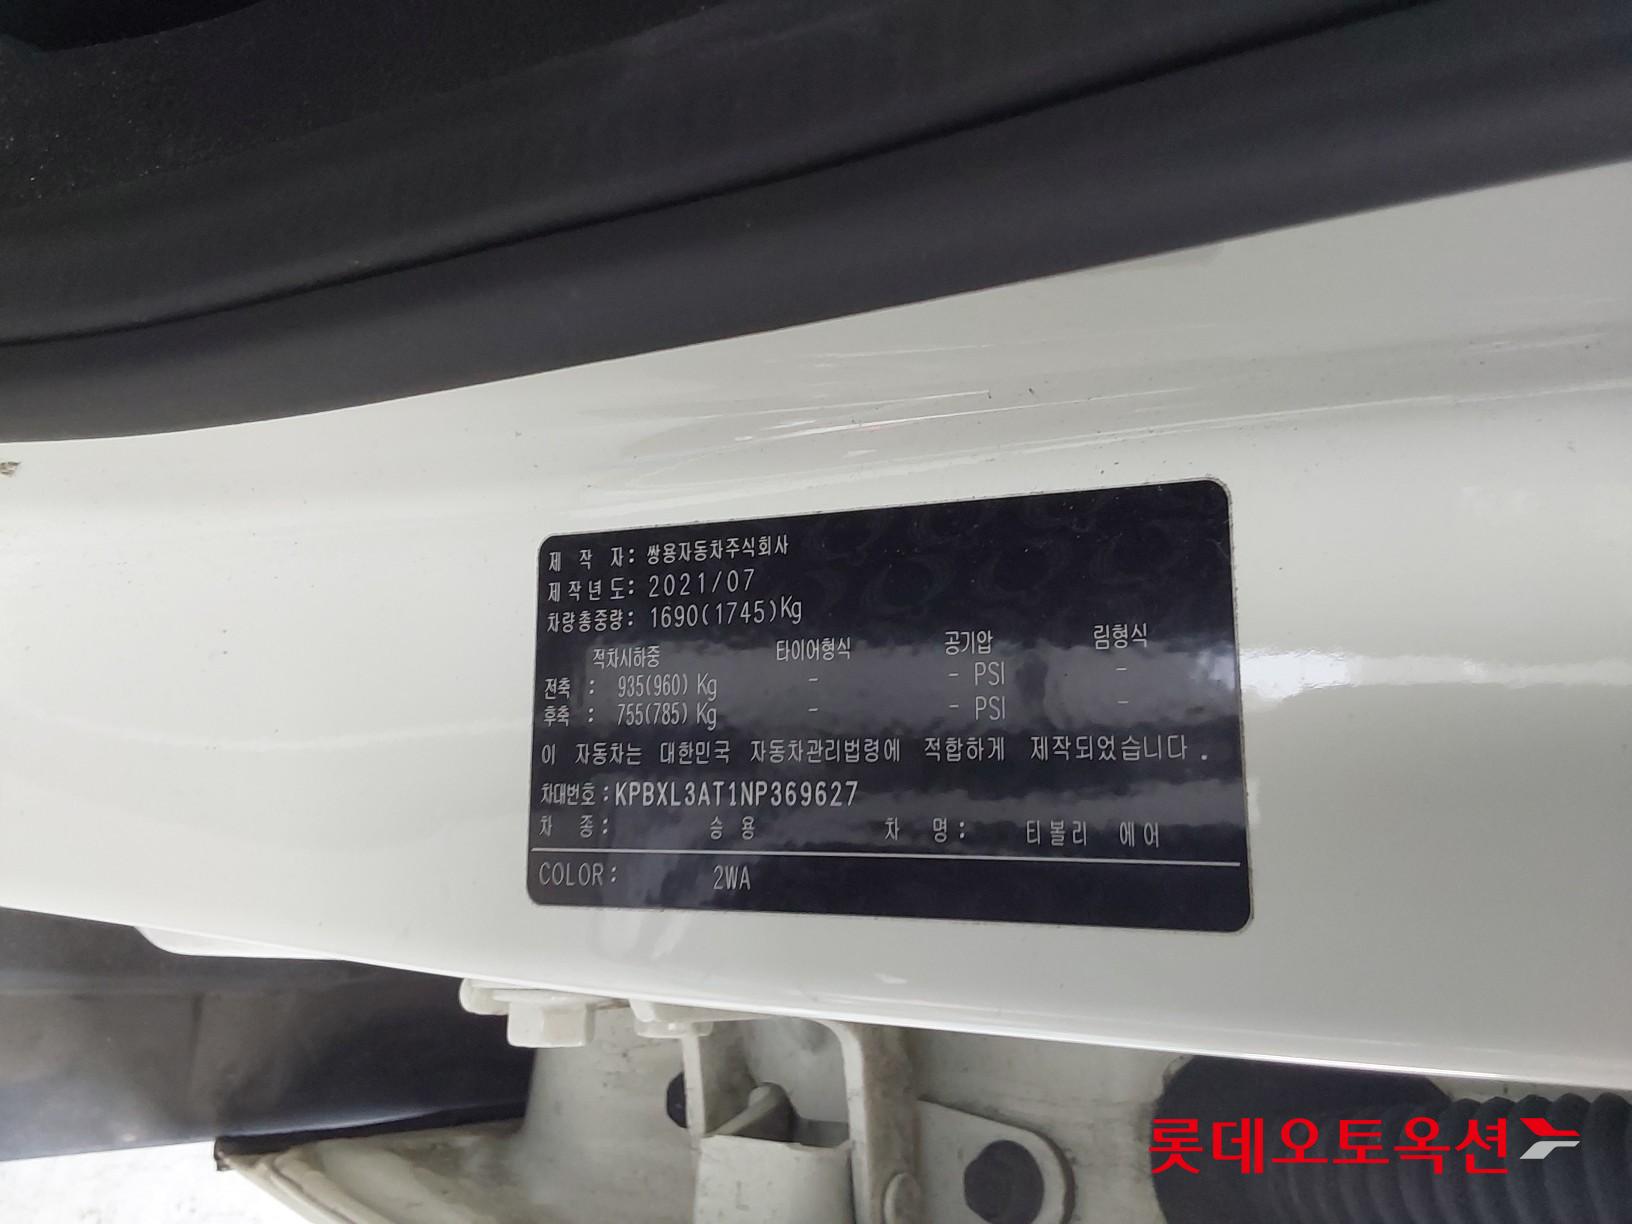 제 작 자: 쌍용자동차주식회사
제작년도: 2021/07
차량총중량: 1690(1745)Kg
적차시하중 타이어형식 공기압 림형식
전축 : 935(960) Kg - - PSI -
후축 : 755(785) Kg - - PSI -
이 자동차는 대한민국 자동차관리법령에 적합하게 제작되었습니다.
차대번호: KPBXL3AT1NP369627
차 종: 승용 차 명: 티볼리 에어
COLOR: 2WA
롯데오토옥션